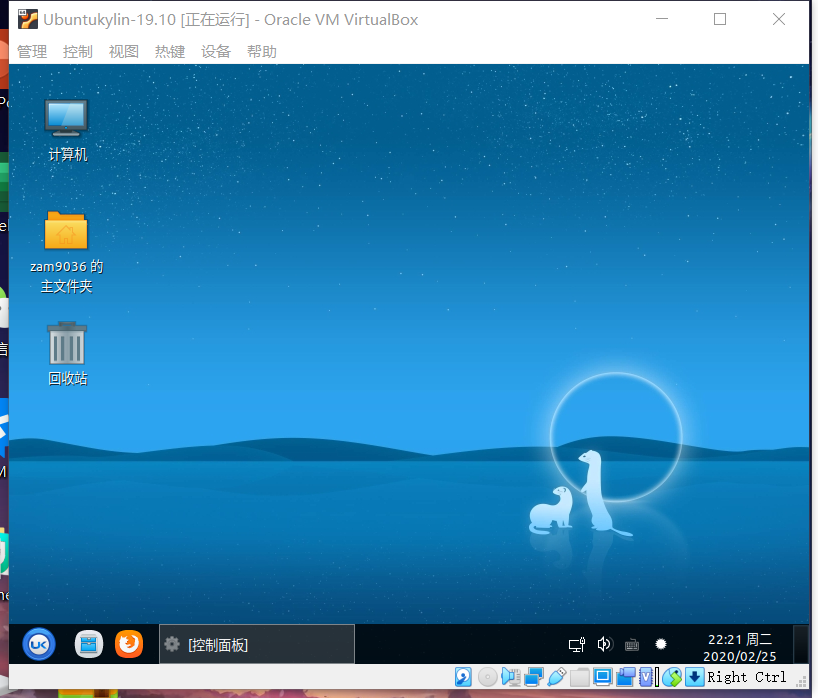 Ubuntukylin-19.10 [正在运行] - Oracle VM VirtualBox
管理 控制 视图 热键 设备 帮助
计算机
zam9036 的
主文件夹
回收站
UK
[控制面板]
22:21 周二
2020/02/25
Right Ctrl